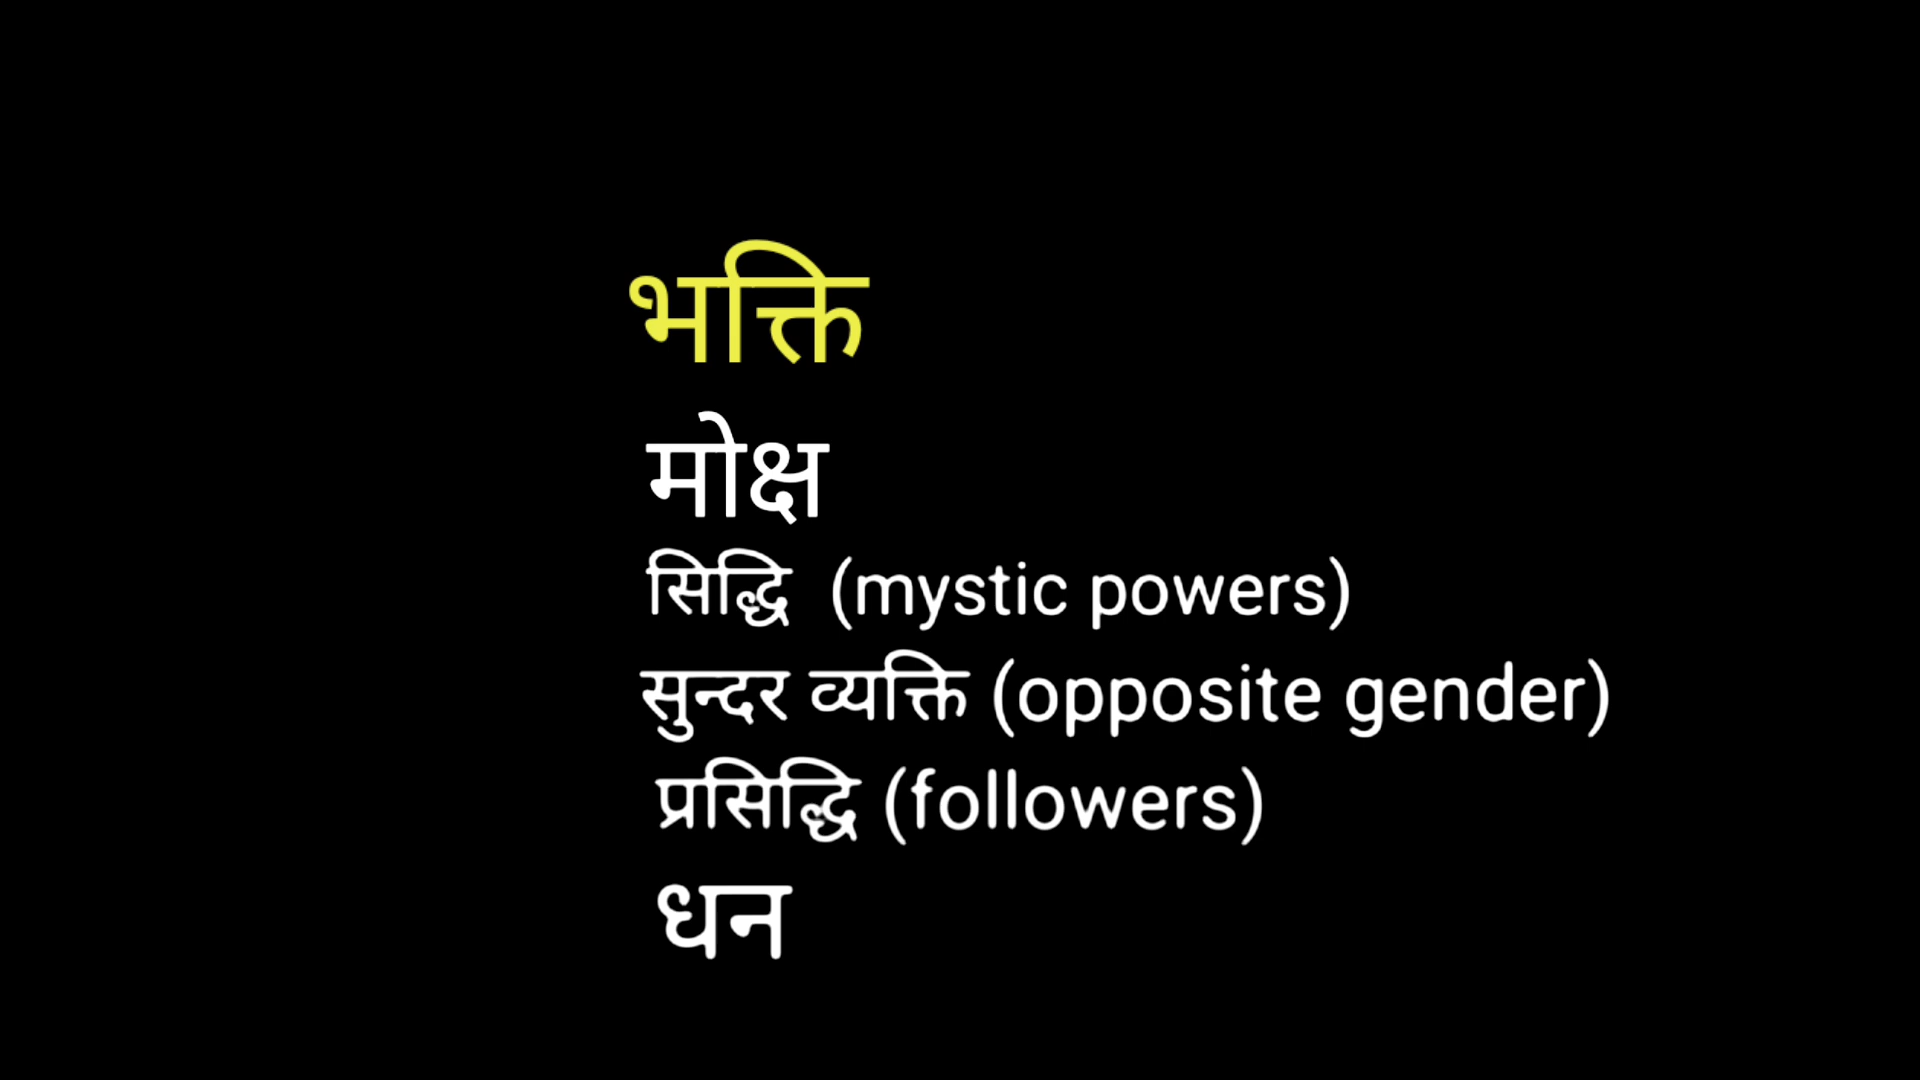 भक्ति
मोक्ष
सिद्धि (mystic powers)
सुन्दर व्यक्ति (opposite gender)
प्रसिद्धि (followers)
धन